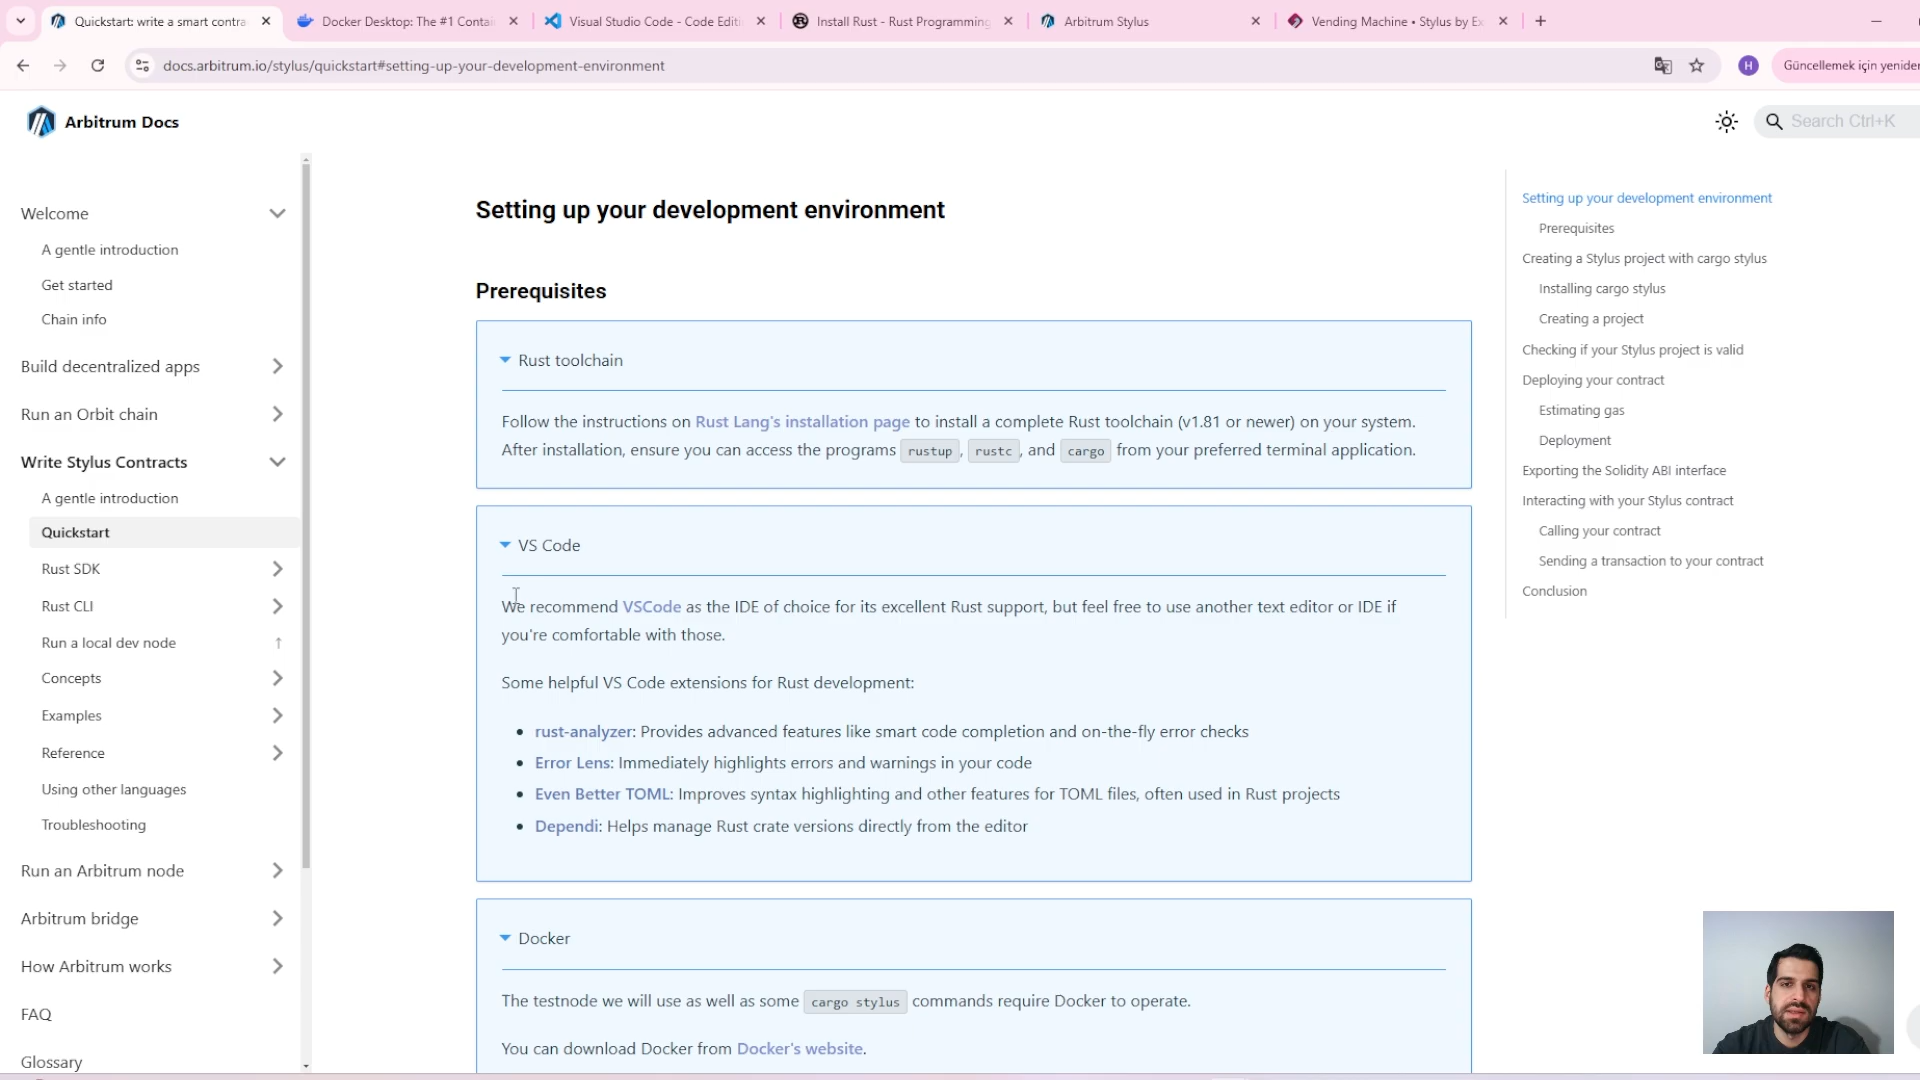 Quickstart: write a smart contra
Docker Desktop: The #1 Contai
Visual Studio Code - Code Editi
Install Rust - Rust Programming
Arbitrum Stylus
Vending Machine • Stylus by Ex
docs.arbitrum.io/stylus/quickstart#setting-up-your-development-environment
H
Güncellemek için yeniden
Arbitrum Docs
Search Ctrl+K
Welcome
A gentle introduction
Get started
Chain info
Build decentralized apps
Run an Orbit chain
Write Stylus Contracts
A gentle introduction
Quickstart
Rust SDK
Rust CLI
Run a local dev node ↑
Concepts
Examples
Reference
Using other languages
Troubleshooting
Run an Arbitrum node
Arbitrum bridge
How Arbitrum works
FAQ
Glossary
Setting up your development environment
Prerequisites
Rust toolchain
Follow the instructions on Rust Lang's installation page to install a complete Rust toolchain (v1.81 or newer) on your system.
After installation, ensure you can access the programs rustup, rustc, and cargo from your preferred terminal application.
VS Code
We recommend VSCode as the IDE of choice for its excellent Rust support, but feel free to use another text editor or IDE if
you're comfortable with those.
Some helpful VS Code extensions for Rust development:
• rust-analyzer: Provides advanced features like smart code completion and on-the-fly error checks
• Error Lens: Immediately highlights errors and warnings in your code
• Even Better TOML: Improves syntax highlighting and other features for TOML files, often used in Rust projects
• Dependi: Helps manage Rust crate versions directly from the editor
Docker
The testnode we will use as well as some cargo stylus commands require Docker to operate.
You can download Docker from Docker's website.
Setting up your development environment
Prerequisites
Creating a Stylus project with cargo stylus
Installing cargo stylus
Creating a project
Checking if your Stylus project is valid
Deploying your contract
Estimating gas
Deployment
Exporting the Solidity ABI interface
Interacting with your Stylus contract
Calling your contract
Sending a transaction to your contract
Conclusion